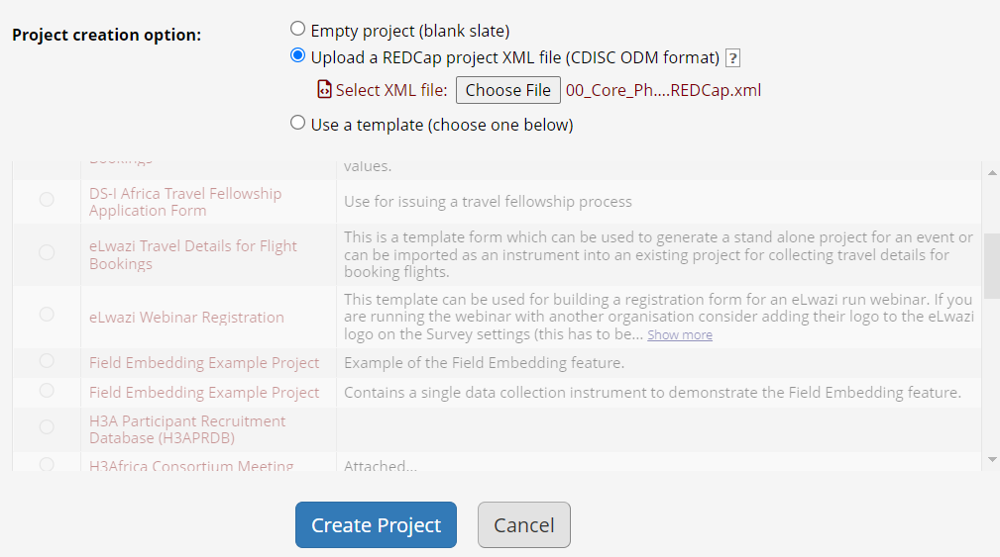 Project creation option:
Empty project (blank slate)
Upload a REDCap project XML file (CDISC ODM format) ?
Select XML file: Choose File 00_Core_Ph....REDCap.xml
Use a template (choose one below)
Bookings
values.
DS-I Africa Travel Fellowship
Application Form
Use for issuing a travel fellowship process
eLwazi Travel Details for Flight
Bookings
This is a template form which can be used to generate a stand alone project for an event or
can be imported as an instrument into an existing project for collecting travel details for
booking flights.
eLwazi Webinar Registration
This template can be used for building a registration form for an eLwazi run webinar. If you
are running the webinar with another organisation consider adding their logo to the eLwazi
logo on the Survey settings (this has to be... Show more
Field Embedding Example Project
Example of the Field Embedding feature.
Field Embedding Example Project
Contains a single data collection instrument to demonstrate the Field Embedding feature.
H3A Participant Recruitment
Database (H3APRDB)
H3Africa Consortium Meeting
Attached...
Create Project
Cancel